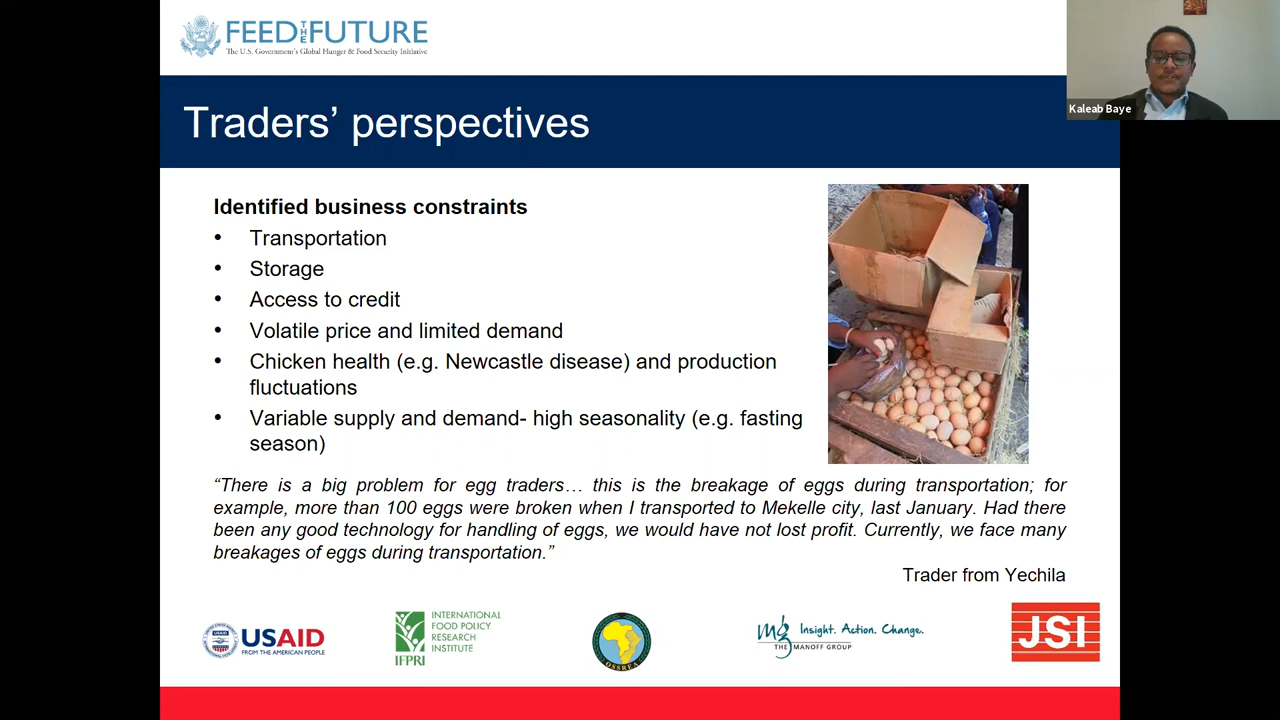 FEED THE FUTURE
The U.S. Government's Global Hunger & Food Security Initiative
Kaleab Baye
Traders’ perspectives
Identified business constraints
• Transportation
• Storage
• Access to credit
• Volatile price and limited demand
• Chicken health (e.g. Newcastle disease) and production
fluctuations
• Variable supply and demand- high seasonality (e.g. fasting
season)
“There is a big problem for egg traders… this is the breakage of eggs during transportation; for
example, more than 100 eggs were broken when I transported to Mekelle city, last January. Had there
been any good technology for handling of eggs, we would have not lost profit. Currently, we face many
breakages of eggs during transportation.”
Trader from Yechila
USAID
FROM THE AMERICAN PEOPLE
IFPRI
INTERNATIONAL
FOOD POLICY
RESEARCH
INSTITUTE
OSSREA
mg Insight. Action. Change.
THE MANOFF GROUP
JSI